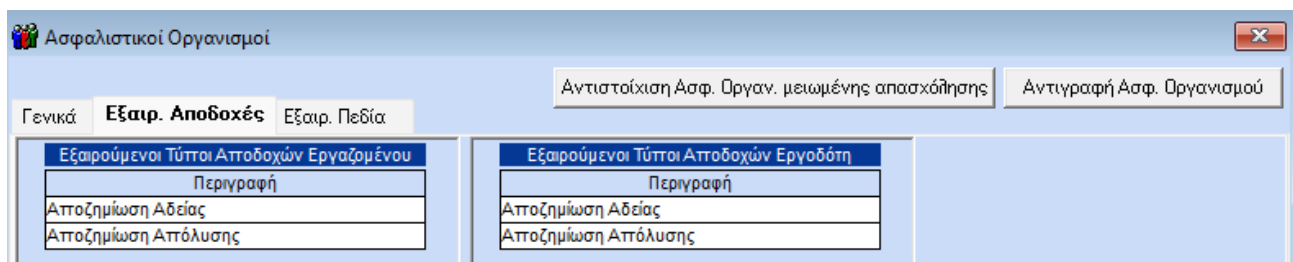 Ασφαλιστικοί Οργανισμοί
Αντιστοίχιση Ασφ. Οργαν. μειωμένης απασχόλησης
Αντιγραφή Ασφ. Οργανισμού
Γενικά
Εξαιρ. Αποδοχές
Εξαιρ. Πεδία
Εξαιρούμενοι Τύποι Αποδοχών Εργαζομένου
Περιγραφή
Αποζημίωση Αδείας
Αποζημίωση Απόλυσης
Εξαιρούμενοι Τύποι Αποδοχών Εργοδότη
Περιγραφή
Αποζημίωση Αδείας
Αποζημίωση Απόλυσης